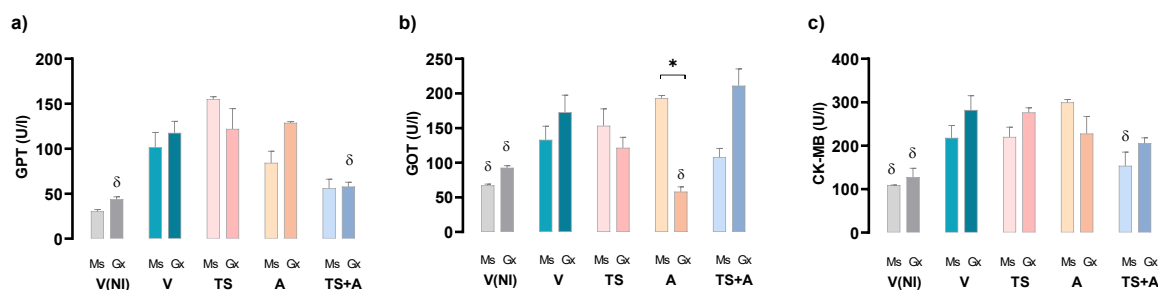 a)
GPT (U/l)
200
150
100
50
0
δ
δ
Ms Gx Ms Gx Ms Gx Ms Gx Ms Gx
V(NI) V TS A TS+A
b)
GOT (U/l)
250
200
150
100
50
0
δ
δ
*
δ
Ms Gx Ms Gx Ms Gx Ms Gx Ms Gx
V(NI) V TS A TS+A
c)
CK-MB (U/l)
400
300
200
100
0
δ
δ
δ
Ms Gx Ms Gx Ms Gx Ms Gx Ms Gx
V(NI) V TS A TS+A